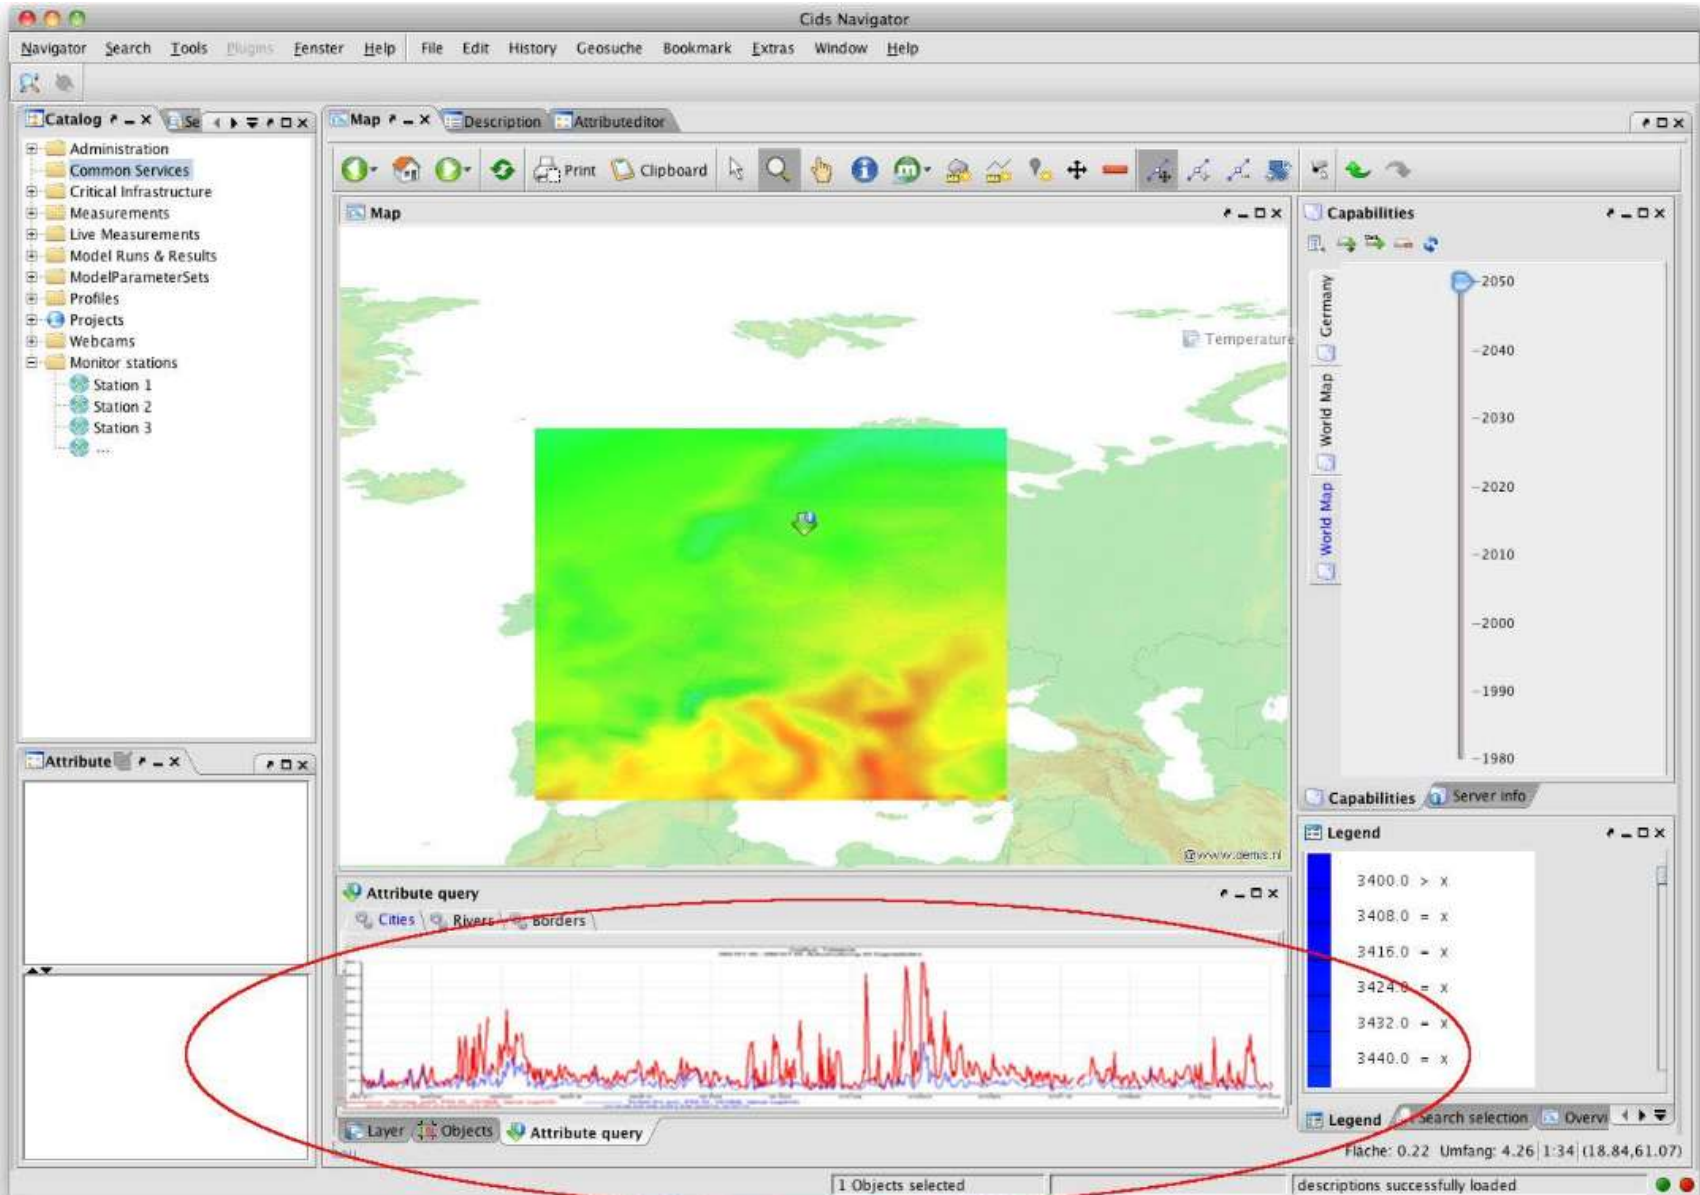 Cids Navigator
Navigator Search Tools Plugins Fenster Help File Edit History Geosuche Bookmark Extras Window Help
Catalog Se
Map Description Attributeditor
Print Clipboard
Administration
Common Services
Critical Infrastructure
Measurements
Live Measurements
Model Runs & Results
ModelParameterSets
Profiles
Projects
Webcams
Monitor stations
Station 1
Station 2
Station 3
...
Attribute
Map
Temperature
@www.demis.nl
Capabilities
Germany
World Map
World Map
2050
2040
2030
2020
2010
2000
1990
1980
Capabilities Server info
Attribute query
Cities Rivers Borders
Layer Objects Attribute query
Legend
3400.0 > x
3408.0 = x
3416.0 = x
3424.0 = x
3432.0 = x
3440.0 = x
Legend Search selection Overvi
Fläche: 0.22 Umfang: 4.26 1:34 (18.84,61.07)
1 Objects selected
descriptions successfully loaded